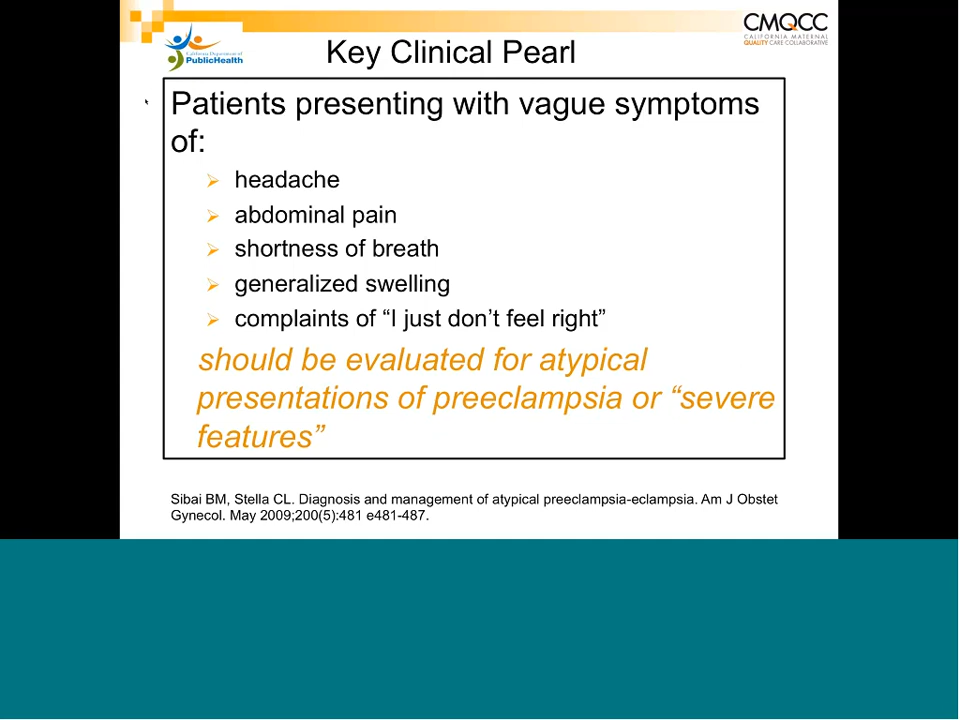 CMQCC
CALIFORNIA MATERNAL
QUALITY CARE COLLABORATIVE
California Department of
PublicHealth
Key Clinical Pearl
Patients presenting with vague symptoms
of:
headache
abdominal pain
shortness of breath
generalized swelling
complaints of “I just don’t feel right”
should be evaluated for atypical
presentations of preeclampsia or “severe
features”
Sibai BM, Stella CL. Diagnosis and management of atypical preeclampsia-eclampsia. Am J Obstet
Gynecol. May 2009;200(5):481 e481-487.